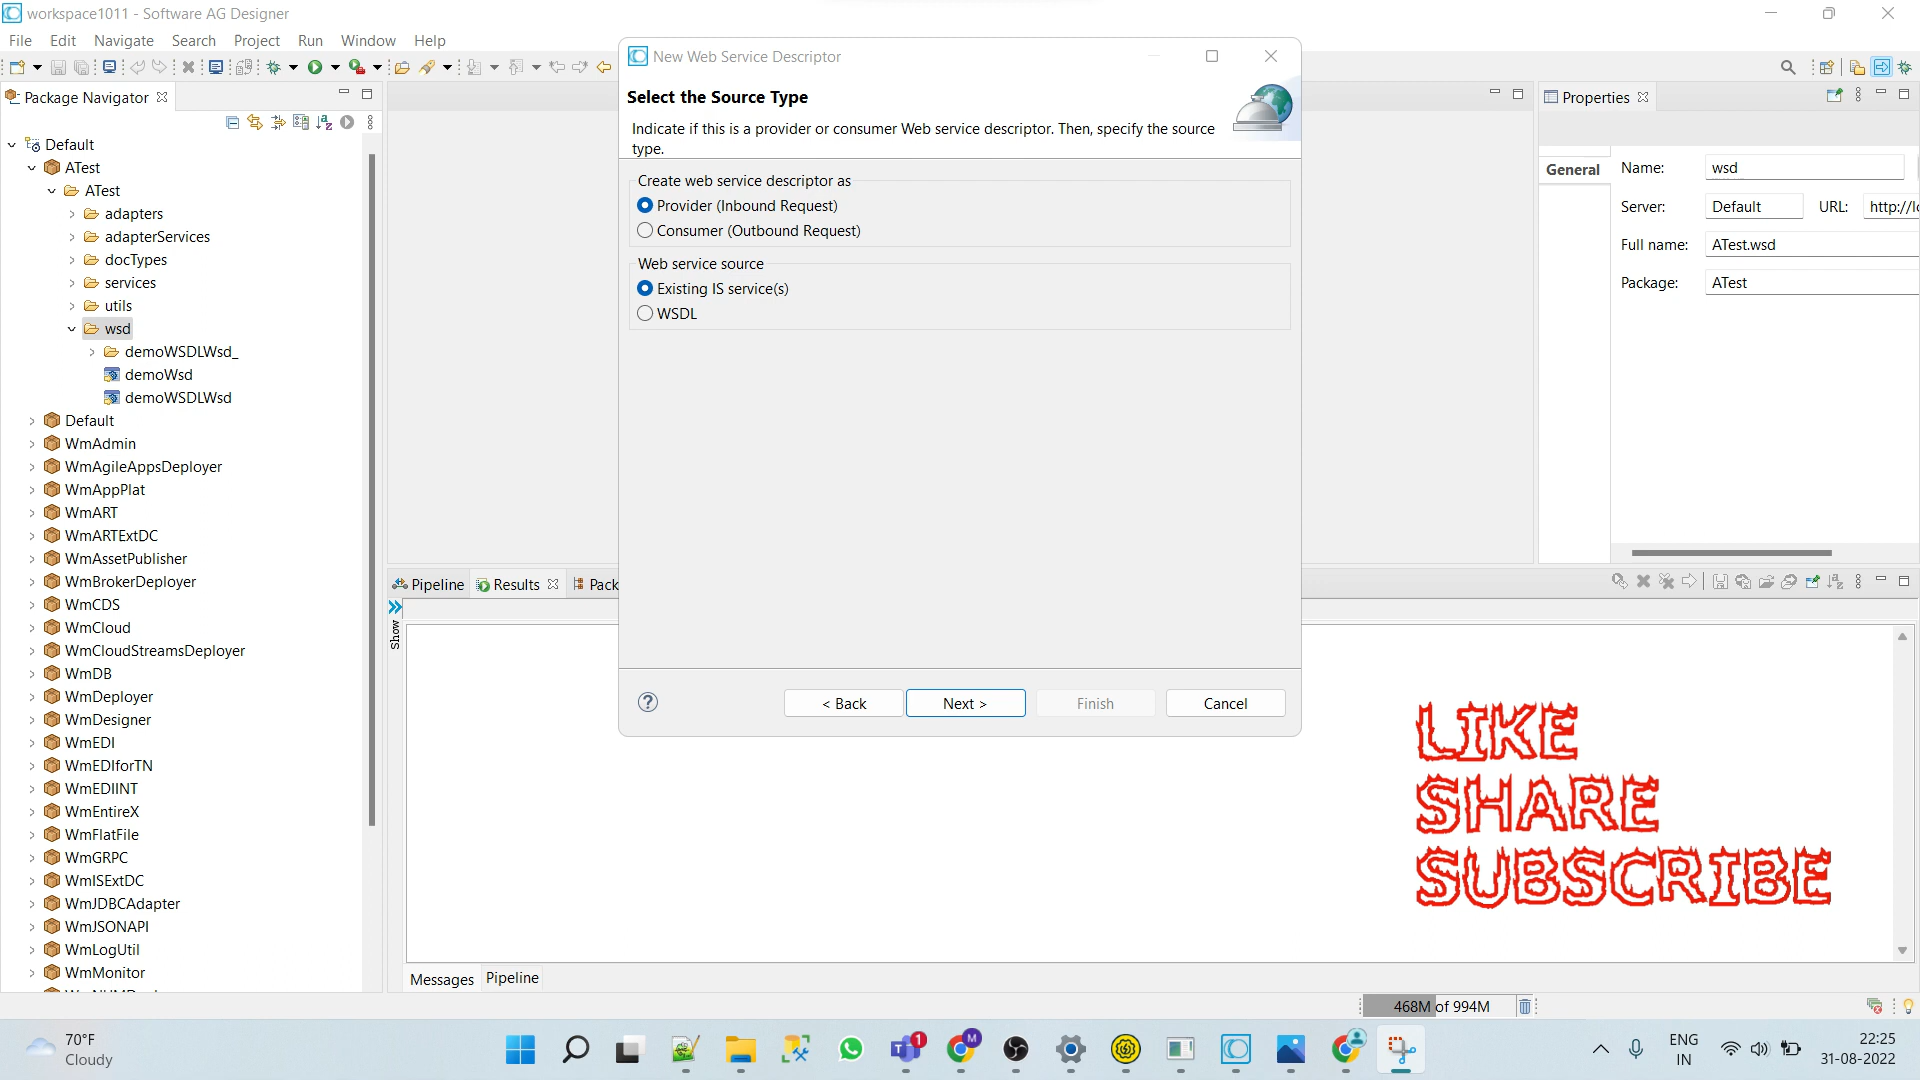 workspace1011 - Software AG Designer
File Edit Navigate Search Project Run Window Help
Package Navigator
Default
ATest
ATest
adapters
adapterServices
docTypes
services
utils
wsd
demoWSDLWsd_
demoWsd
demoWSDLWsd
Default
WmAdmin
WmAgileAppsDeployer
WmAppPlat
WmART
WmARTExtDC
WmAssetPublisher
WmBrokerDeployer
WmCDS
WmCloud
WmCloudStreamsDeployer
WmDB
WmDeployer
WmDesigner
WmEDI
WmEDIforTN
WmEDIINT
WmEntireX
WmFlatFile
WmGRPC
WmISExtDC
WmJDBCAdapter
WmJSONAPI
WmLogUtil
WmMonitor
New Web Service Descriptor
Select the Source Type
Indicate if this is a provider or consumer Web service descriptor. Then, specify the source
type.
Create web service descriptor as
Provider (Inbound Request)
Consumer (Outbound Request)
Web service source
Existing IS service(s)
WSDL
< Back Next > Finish Cancel
Properties
General
Name: wsd
Server: Default URL: http://lo
Full name: ATest.wsd
Package: ATest
Pipeline Results Pack
Show
LIKE
SHARE
SUBSCRIBE
Messages Pipeline
468M of 994M
70°F
Cloudy
1
M
ENG
IN
22:25
31-08-2022